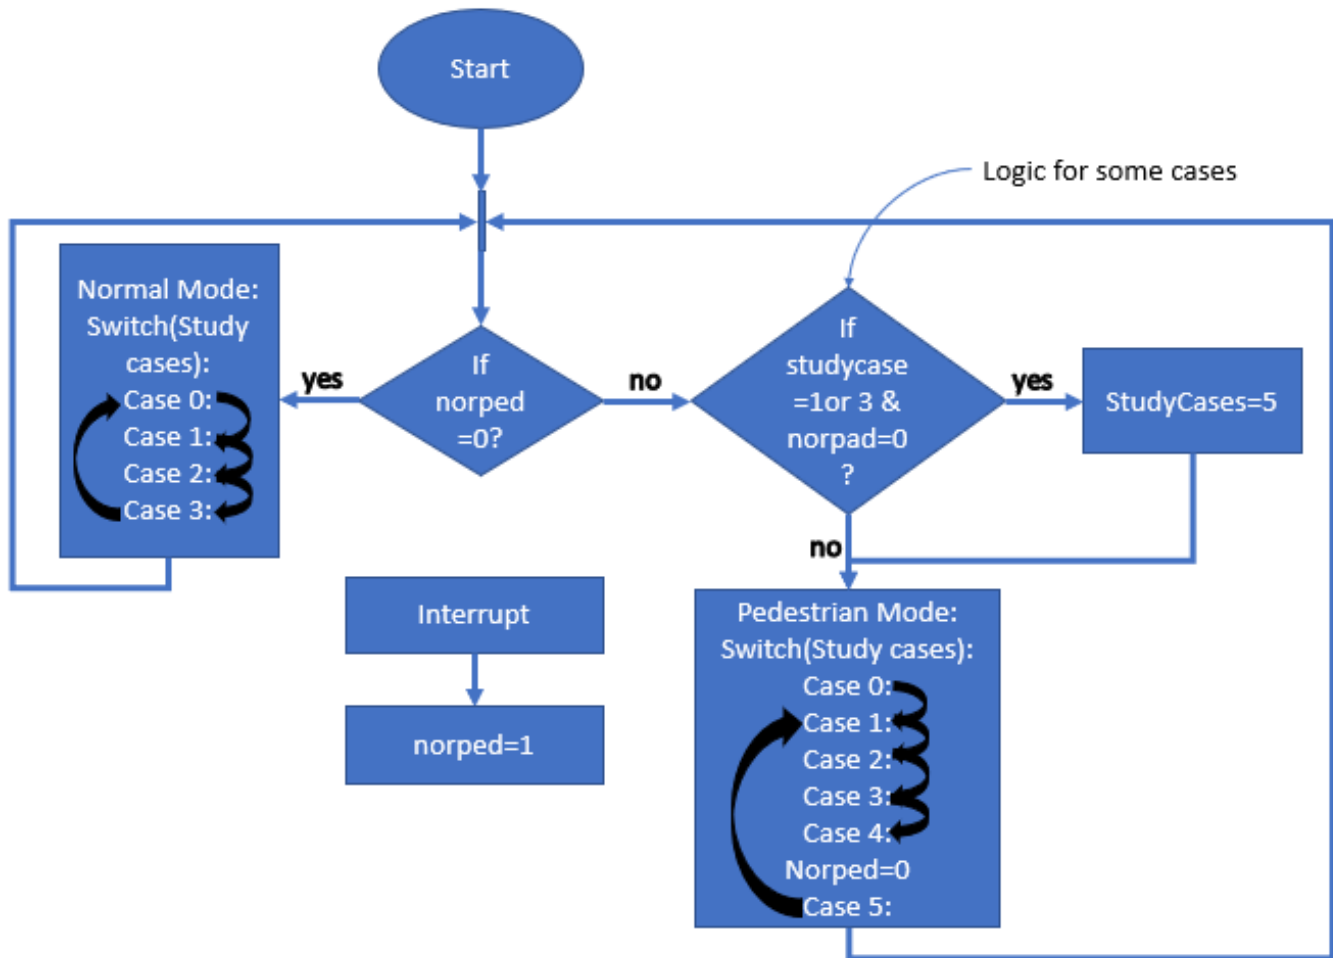 Start
Logic for some cases
Normal Mode:
Switch(Study
cases):
Case 0:
Case 1:
Case 2:
Case 3:
yes
If
norped
=0?
no
If
studycase
=1or 3 &
norpad=0
?
yes
StudyCases=5
no
Interrupt
norped=1
Pedestrian Mode:
Switch(Study cases):
Case 0:
Case 1:
Case 2:
Case 3:
Case 4:
Norped=0
Case 5: